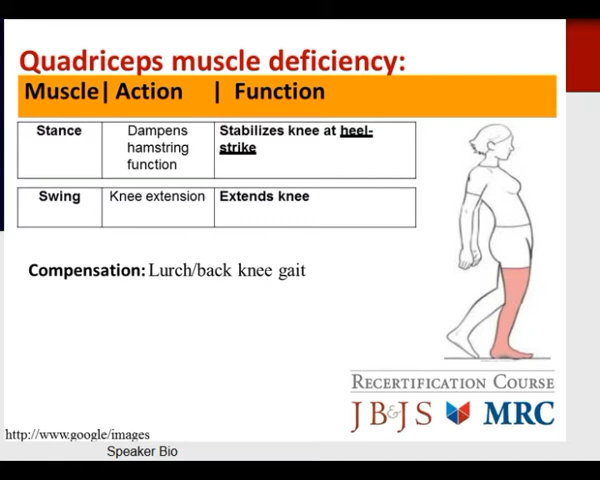 Quadriceps muscle deficiency:
Muscle| Action | Function
Stance Dampens hamstring function Stabilizes knee at heel-strike
Swing Knee extension Extends knee
Compensation: Lurch/back knee gait
RECERTIFICATION COURSE
JB&JS MRC
http://www.google/images
Speaker Bio